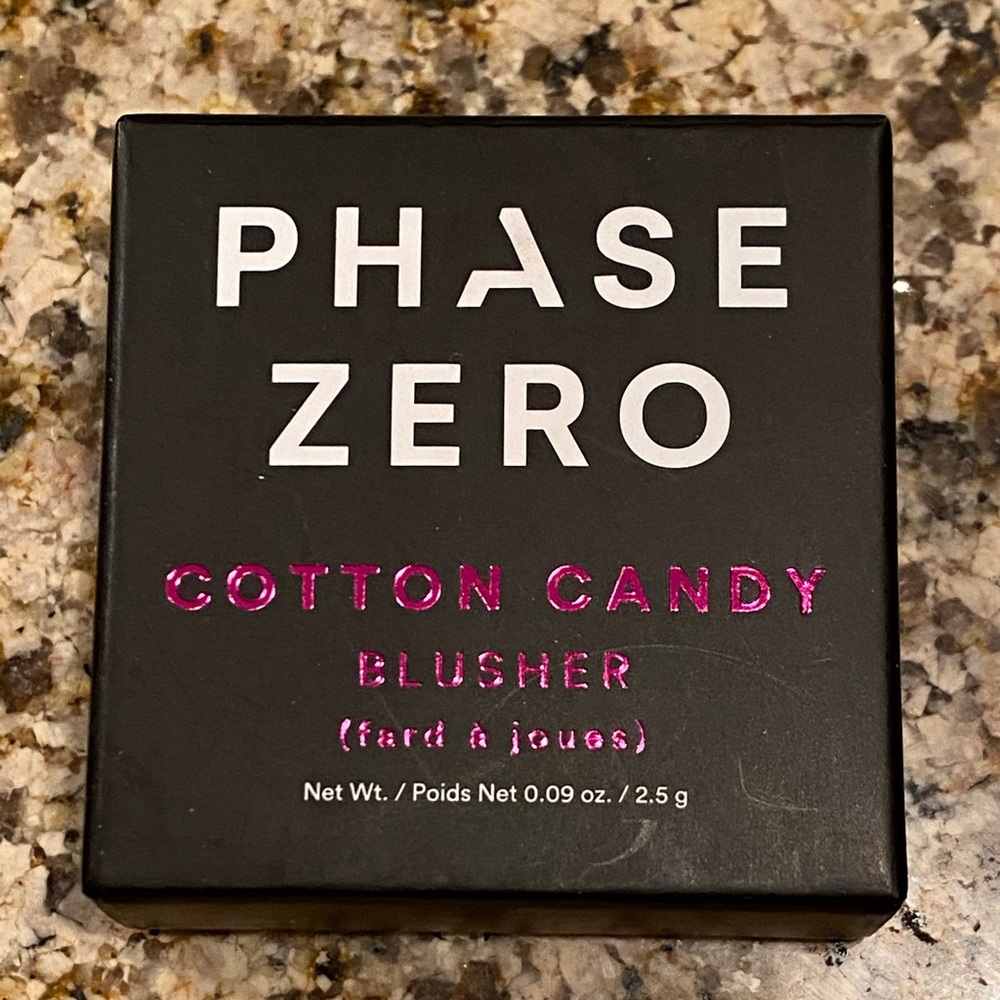 PHASE
ZERO
COTTON CANDY
BLUSHER
(fard à joues)
Net Wt. / Poids Net 0.09 oz. / 2.5 g